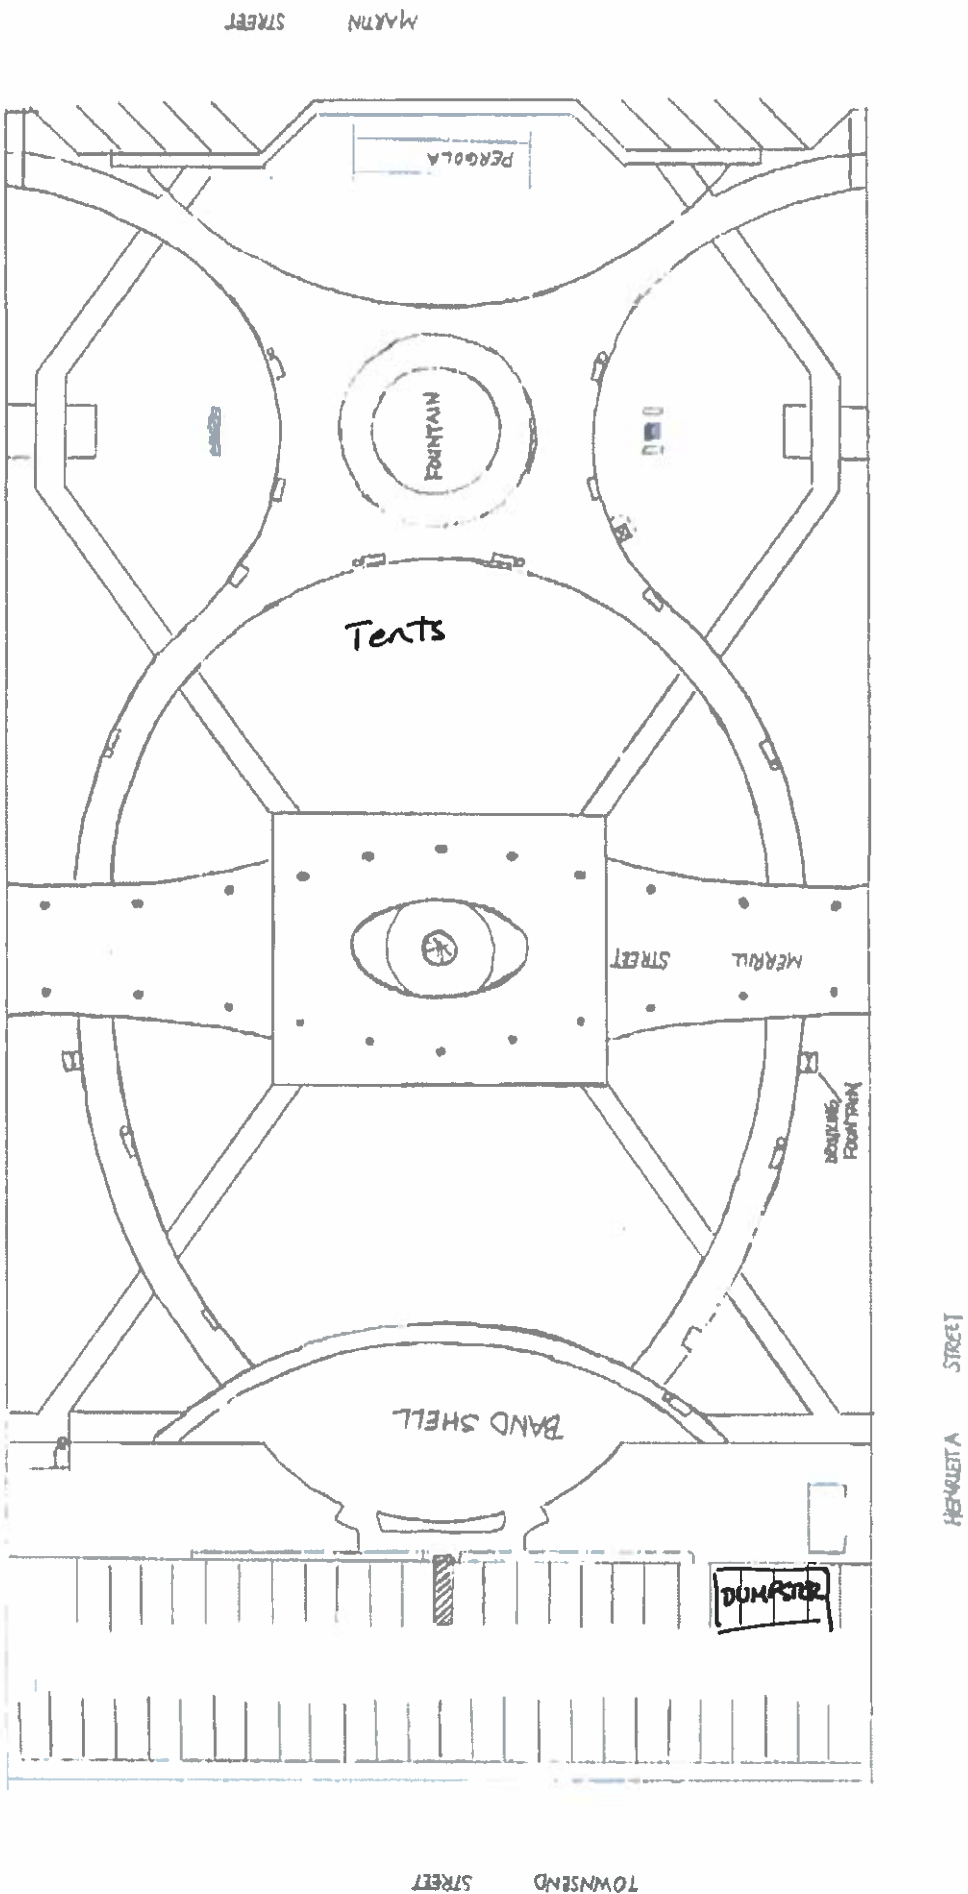 MARTIN STREET
PERGOLA
FOUNTAIN
Tents
MERRILL STREET
DRINKING
FOUNTAIN
BAND SHELL
HENRIETTA STREET
DUMPSTER
TOWNSEND STREET